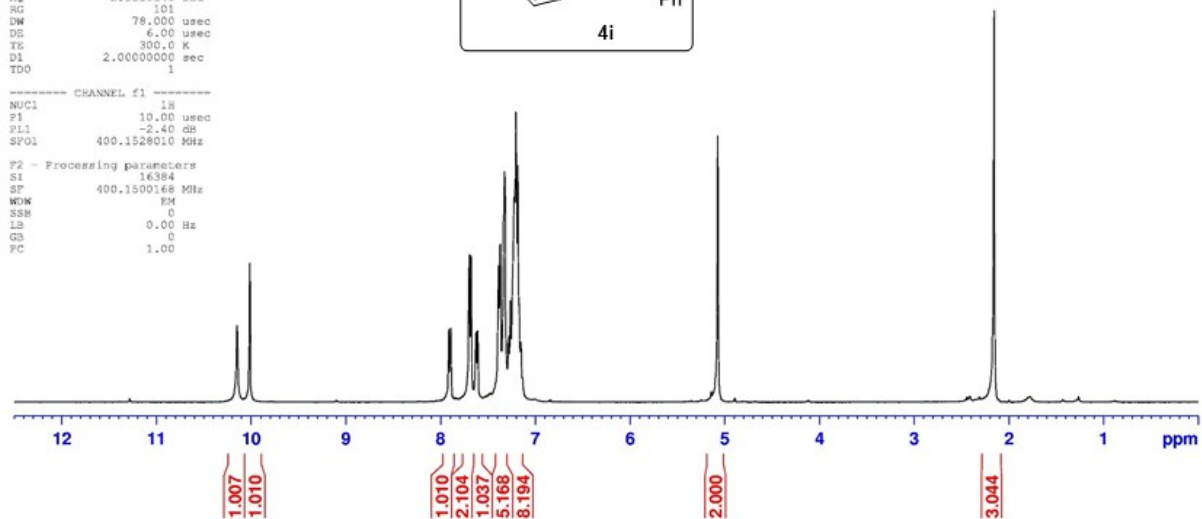 RG 101
DW 78.000 usec
DE 6.00 usec
TE 300.0 K
D1 2.00000000 sec
TD0 1
======== CHANNEL f1 ========
NUC1 1H
P1 10.00 usec
PL1 -2.40 dB
SFO1 400.1528010 MHz
F2 - Processing parameters
SI 16384
SF 400.1500168 MHz
WDW EM
SSB 0
LB 0.00 Hz
GB 0
PC 1.00
Ph
4i
12 11 10 9 8 7 6 5 4 3 2 1 ppm
1.007 1.010 1.010 2.104 1.037 5.168 8.194 2.000 3.044